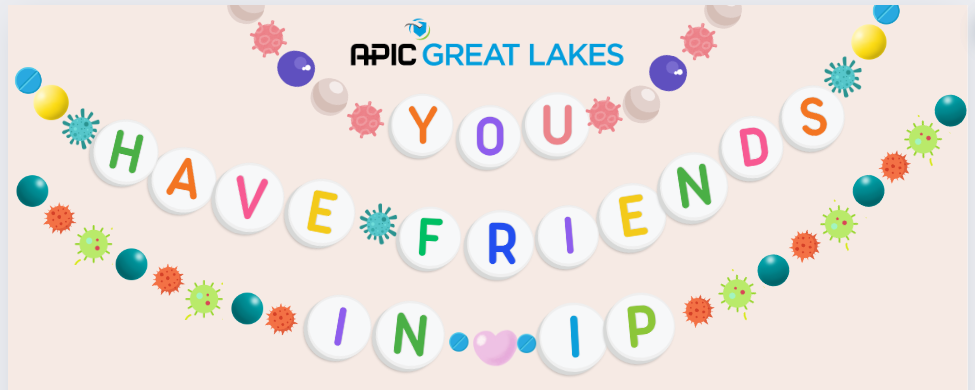 APIC GREAT LAKES
YOU
HAVE FRIENDS
IN IP